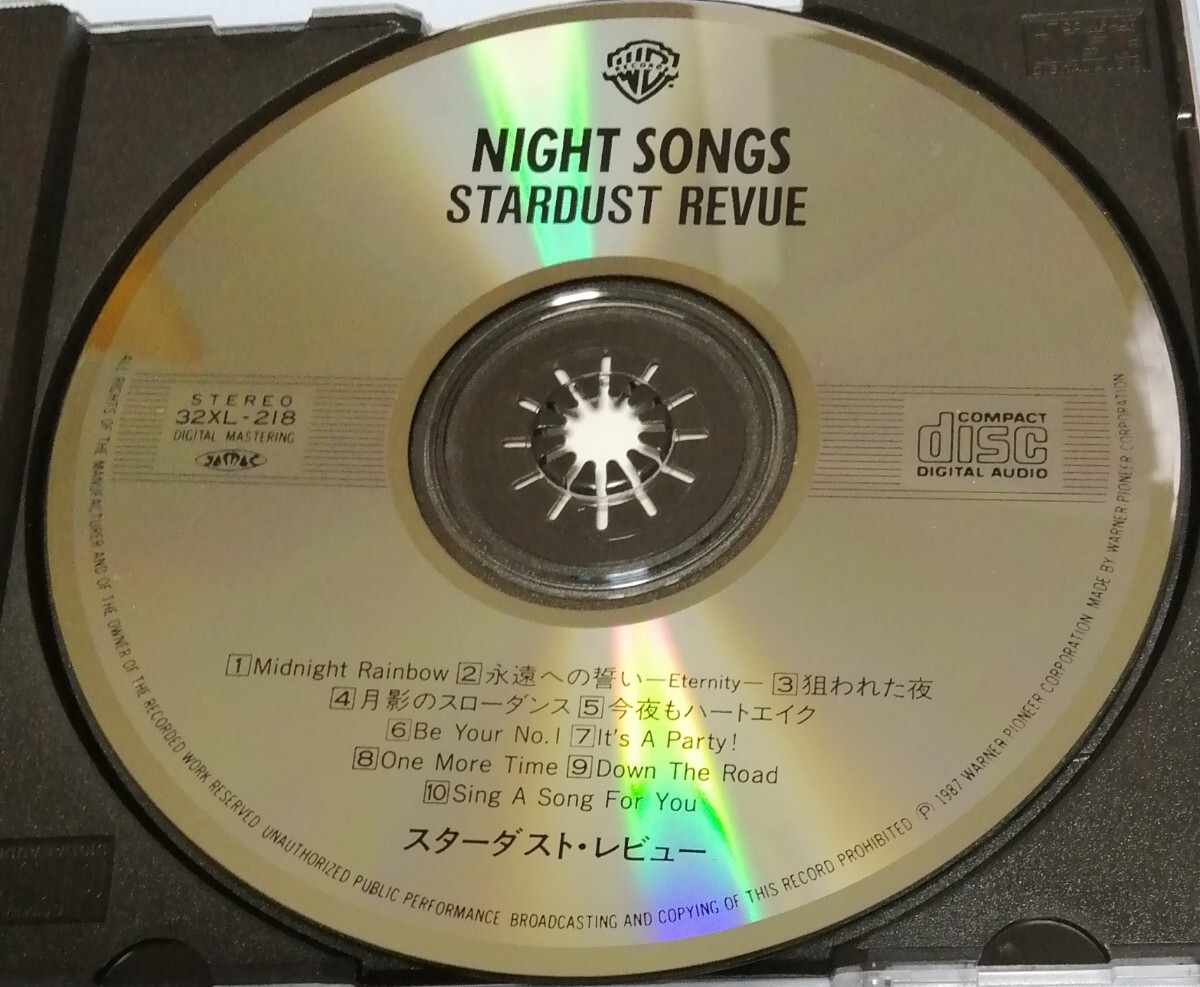 RECORDS
NIGHT SONGS
STARDUST REVUE
STEREO
32XL-218
DIGITAL MASTERING
JASRAC
COMPACT
disc
DIGITAL AUDIO
1 Midnight Rainbow 2 永遠への誓い—Eternity— 3 狙われた夜
4 月影のスローダンス 5 今夜もハートエイク
6 Be Your No.1 7 It's A Party!
8 One More Time 9 Down The Road
10 Sing A Song For You
スターダスト・レビュー
ALL RIGHTS OF THE MANUFACTURER AND OF THE OWNER OF THE RECORDED WORK RESERVED UNAUTHORIZED PUBLIC PERFORMANCE BROADCASTING AND COPYING OF THIS RECORD PROHIBITED Ⓟ 1987 WARNER-PIONEER CORPORATION MADE BY WARNER-PIONEER CORPORATION